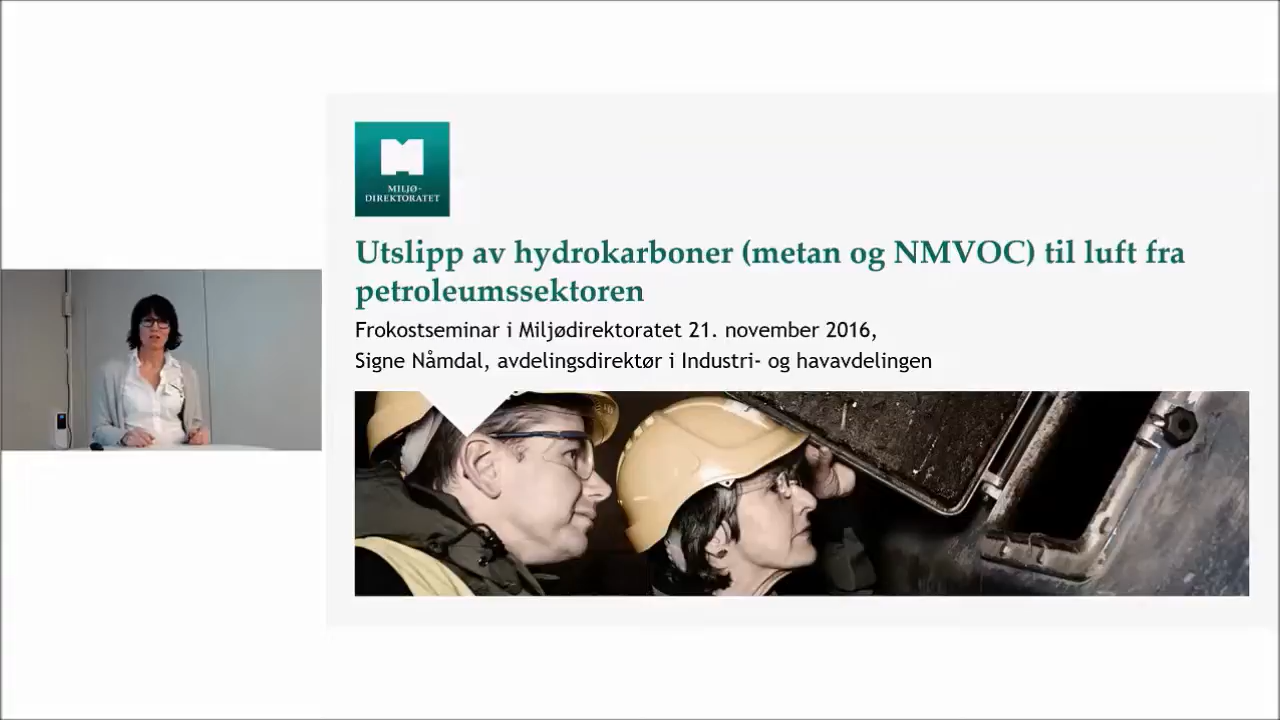 MILJØ-
DIREKTORATET
Utslipp av hydrokarboner (metan og NMVOC) til luft fra
petroleumssektoren
Frokostseminar i Miljødirektoratet 21. november 2016,
Signe Nåmdal, avdelingsdirektør i Industri- og havavdelingen